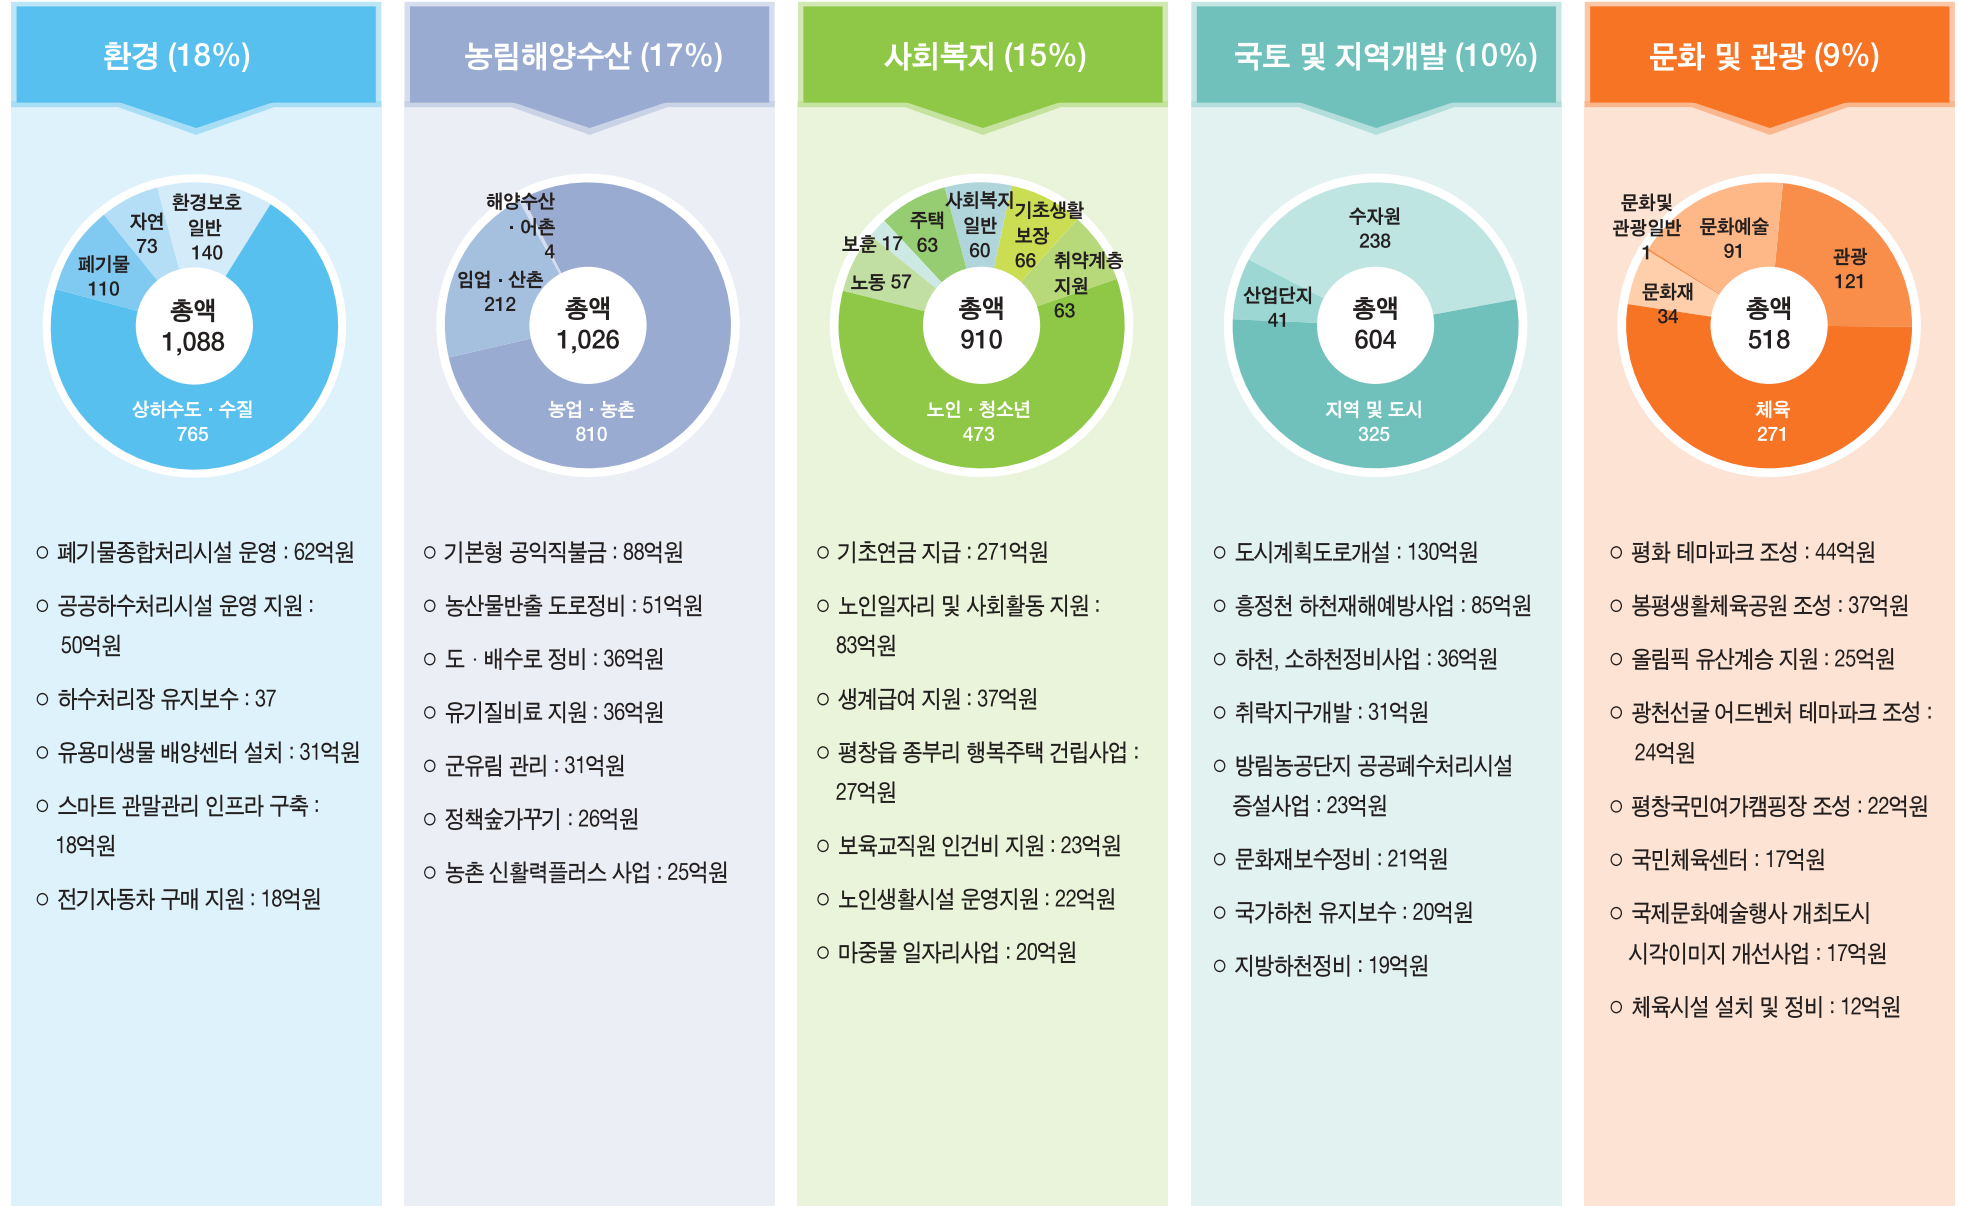 환경 (18%)
환경보호
일반
140
자연
73
폐기물
110
총액
1,088
상하수도 · 수질
765
○ 폐기물종합처리시설 운영 : 62억원
○ 공공하수처리시설 운영 지원 :
50억원
○ 하수처리장 유지보수 : 37
○ 유용미생물 배양센터 설치 : 31억원
○ 스마트 관말관리 인프라 구축 :
18억원
○ 전기자동차 구매 지원 : 18억원
농림해양수산 (17%)
해양수산
· 어촌
4
임업 · 산촌
212
총액
1,026
농업 · 농촌
810
○ 기본형 공익직불금 : 88억원
○ 농산물반출 도로정비 : 51억원
○ 도 · 배수로 정비 : 36억원
○ 유기질비료 지원 : 36억원
○ 군유림 관리 : 31억원
○ 정책숲가꾸기 : 26억원
○ 농촌 신활력플러스 사업 : 25억원
사회복지 (15%)
사회복지
일반
60
기초생활
보장
66
주택
63
보훈 17
취약계층
지원
63
노동 57
총액
910
노인 · 청소년
473
○ 기초연금 지급 : 271억원
○ 노인일자리 및 사회활동 지원 :
83억원
○ 생계급여 지원 : 37억원
○ 평창읍 종부리 행복주택 건립사업 :
27억원
○ 보육교직원 인건비 지원 : 23억원
○ 노인생활시설 운영지원 : 22억원
○ 마중물 일자리사업 : 20억원
국토 및 지역개발 (10%)
수자원
238
산업단지
41
총액
604
지역 및 도시
325
○ 도시계획도로개설 : 130억원
○ 흥정천 하천재해예방사업 : 85억원
○ 하천, 소하천정비사업 : 36억원
○ 취락지구개발 : 31억원
○ 방림농공단지 공공폐수처리시설
증설사업 : 23억원
○ 문화재보수정비 : 21억원
○ 국가하천 유지보수 : 20억원
○ 지방하천정비 : 19억원
문화 및 관광 (9%)
문화및
관광일반
1
문화예술
91
관광
121
문화재
34
총액
518
체육
271
○ 평화 테마파크 조성 : 44억원
○ 봉평생활체육공원 조성 : 37억원
○ 올림픽 유산계승 지원 : 25억원
○ 광천선굴 어드벤처 테마파크 조성 :
24억원
○ 평창국민여가캠핑장 조성 : 22억원
○ 국민체육센터 : 17억원
○ 국제문화예술행사 개최도시
시각이미지 개선사업 : 17억원
○ 체육시설 설치 및 정비 : 12억원